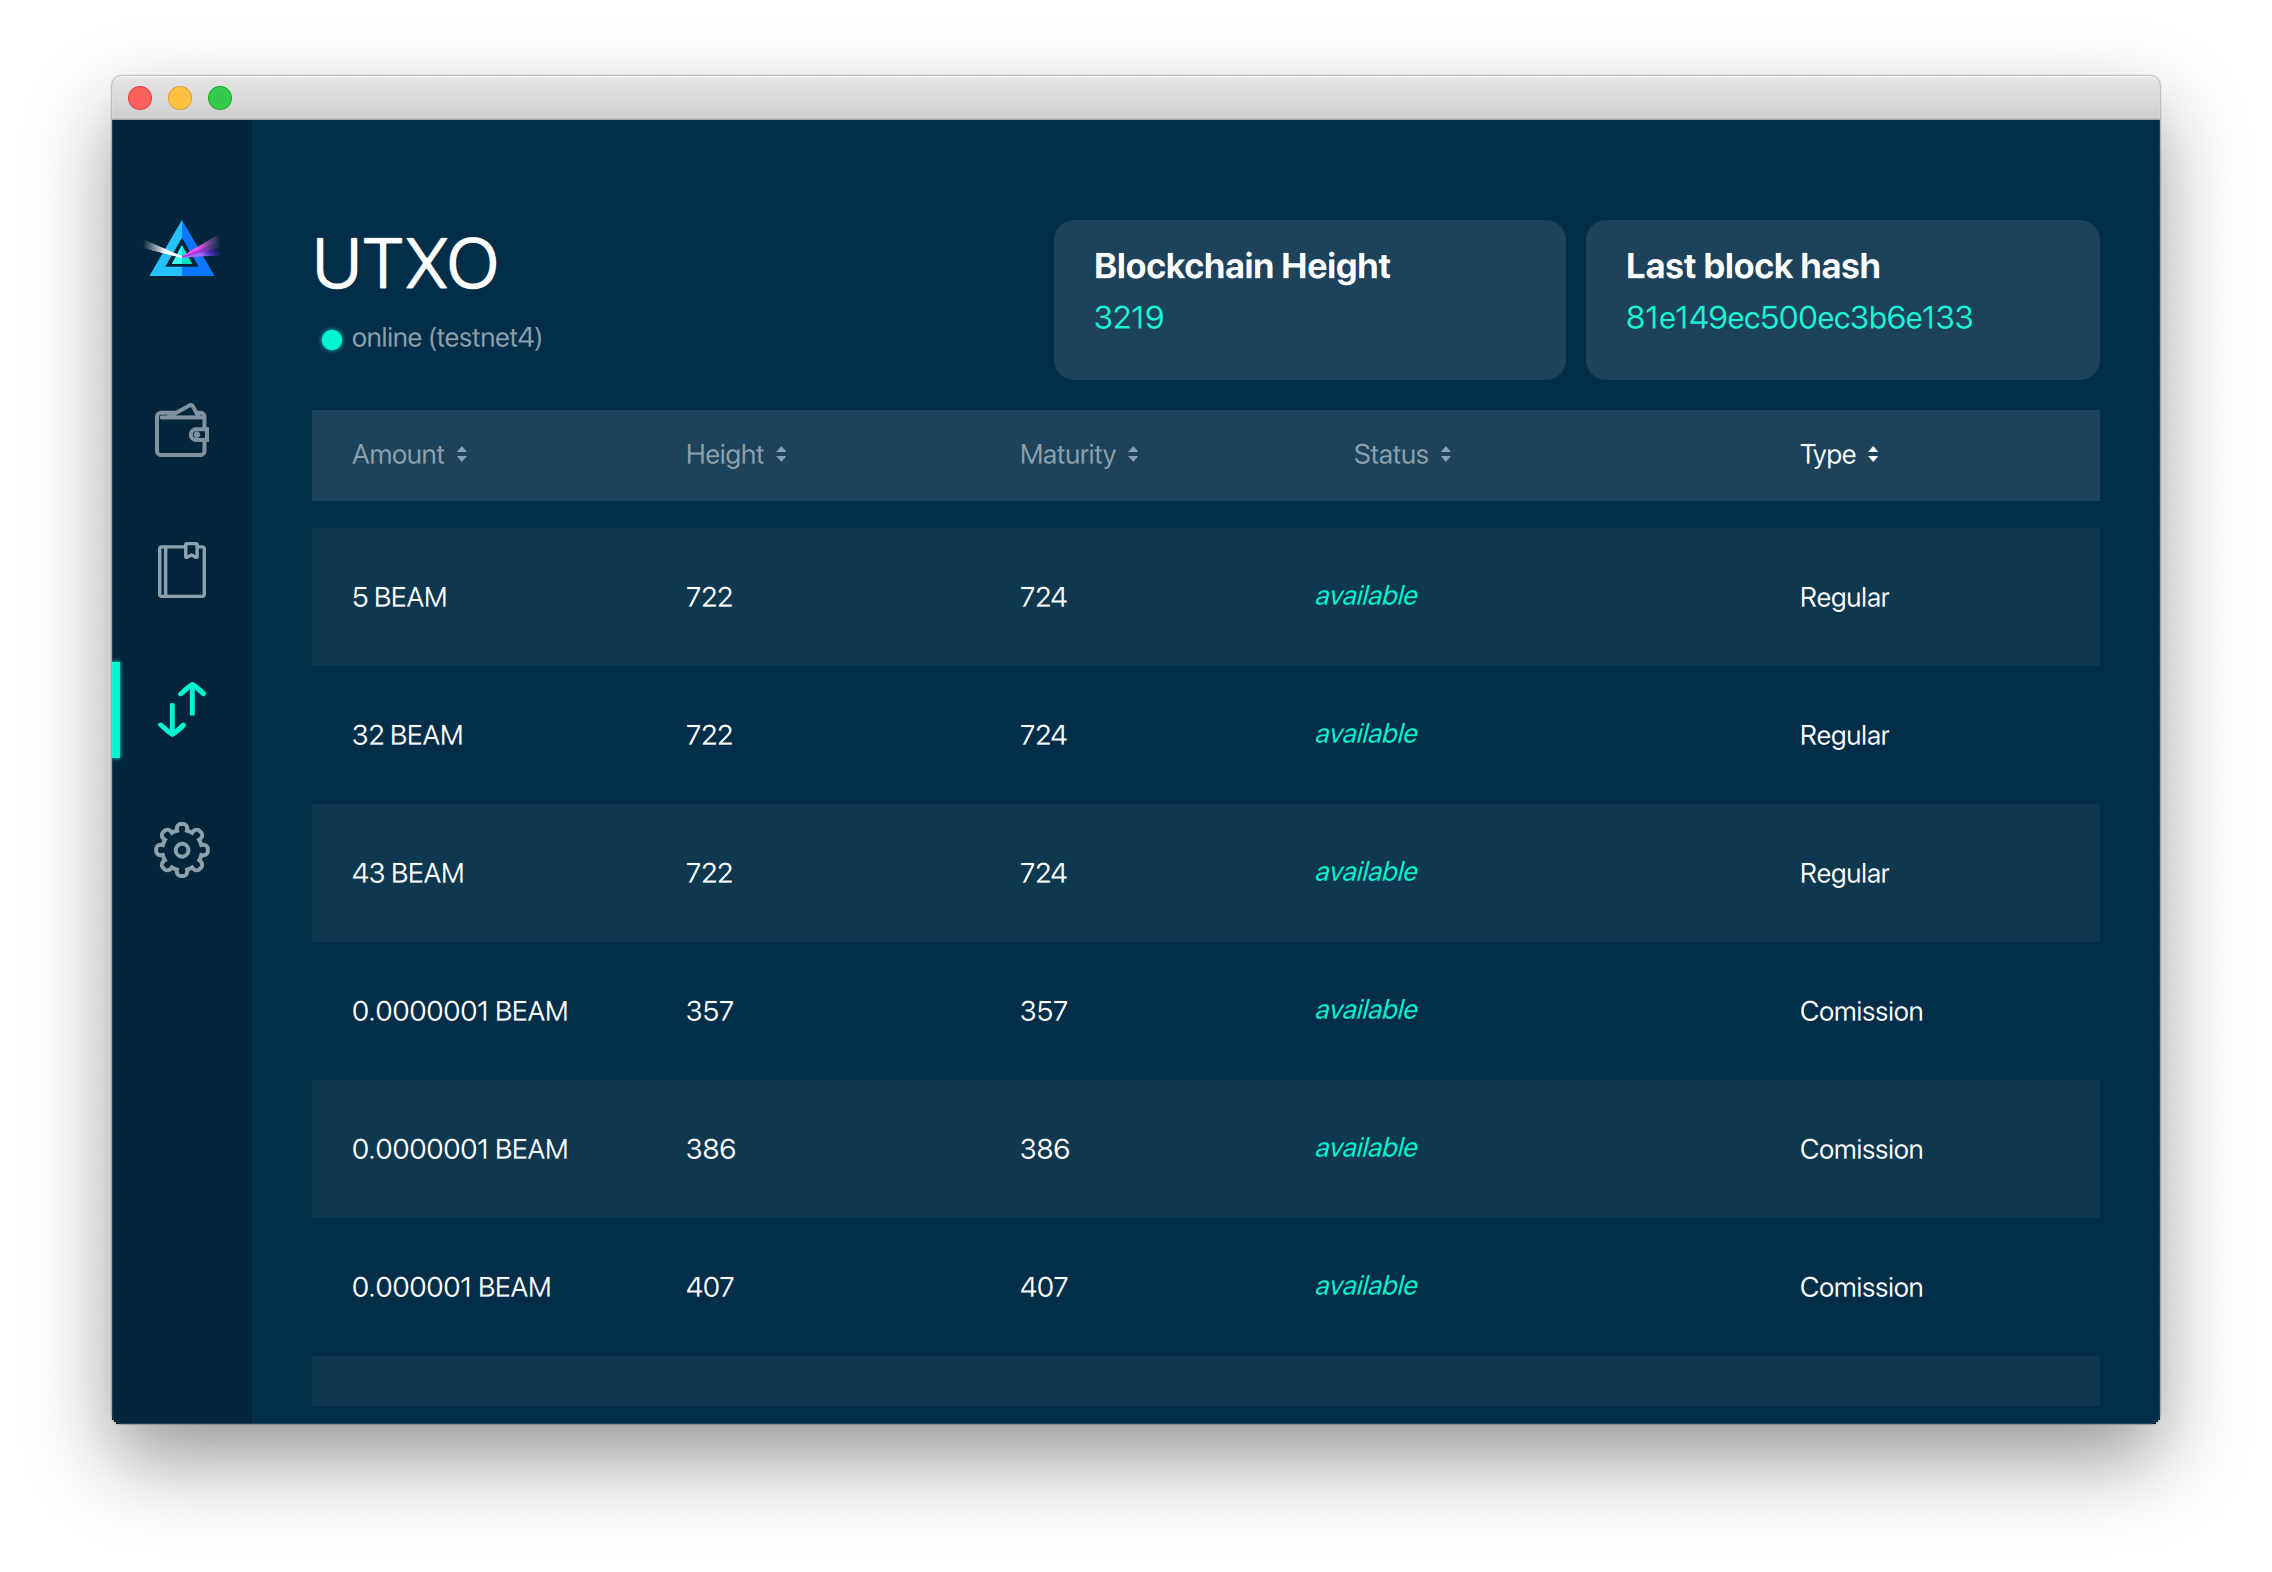 UTXO
online (testnet4)
Blockchain Height
3219
Last block hash
81e149ec500ec3b6e133
Amount Height Maturity Status Type
5 BEAM 722 724 available Regular
32 BEAM 722 724 available Regular
43 BEAM 722 724 available Regular
0.0000001 BEAM 357 357 available Comission
0.0000001 BEAM 386 386 available Comission
0.000001 BEAM 407 407 available Comission